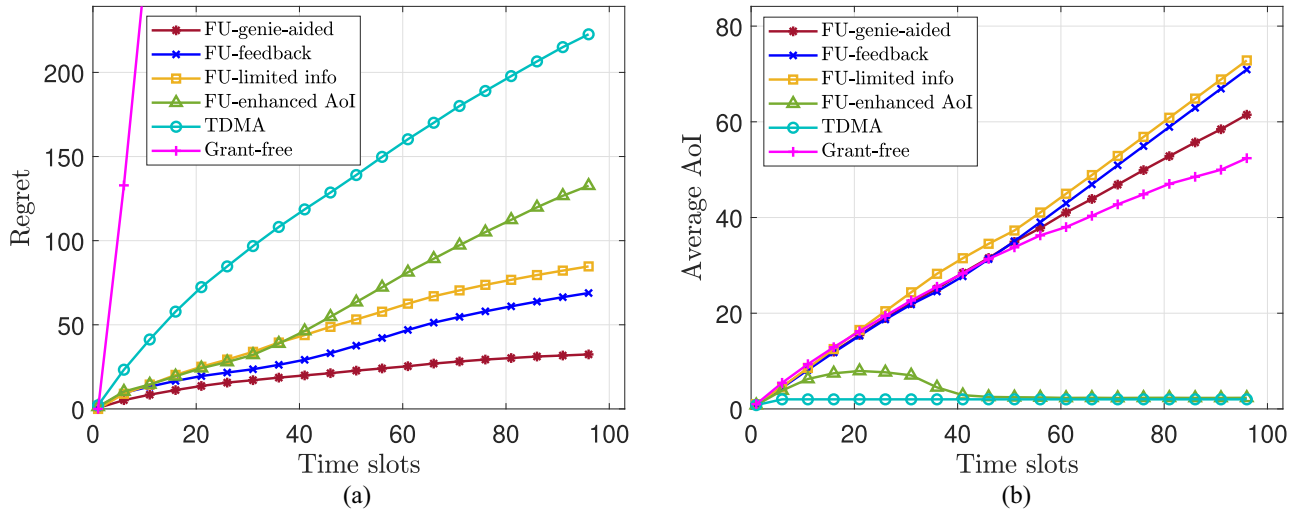 FU-genie-aided
FU-feedback
FU-limited info
FU-enhanced AoI
TDMA
Grant-free
Regret
200
150
100
50
0
0 20 40 60 80 100
Time slots
(a)
FU-genie-aided
FU-feedback
FU-limited info
FU-enhanced AoI
TDMA
Grant-free
Average AoI
80
60
40
20
0
0 20 40 60 80 100
Time slots
(b)